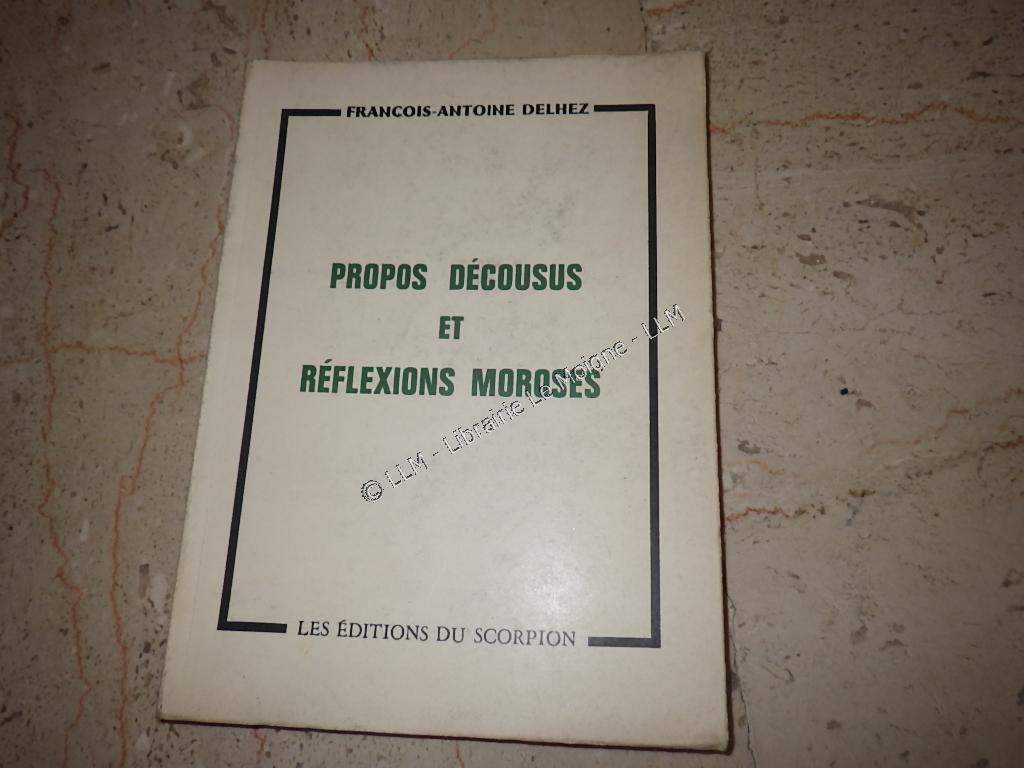 FRANCOIS-ANTOINE DELHEZ
PROPOS DÉCOUSUS
ET
RÉFLEXIONS MOROSES
© LLM - Librairie Le Moigne - LLM
LES ÉDITIONS DU SCORPION